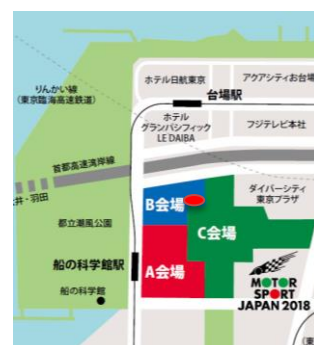 ホテル日航東京
アクアシティお台場
りんかい線
(東京臨海高速鉄道)
台場駅
ホテル
グランパシフィック
LE DAIBA
フジテレビ本社
首都高速湾岸線
井・羽田
B会場
ダイバーシティ
東京プラザ
都立潮風公園
C会場
船の科学館駅
A会場
船の科学館
MOTOR
SPORT
JAPAN 2018
(東